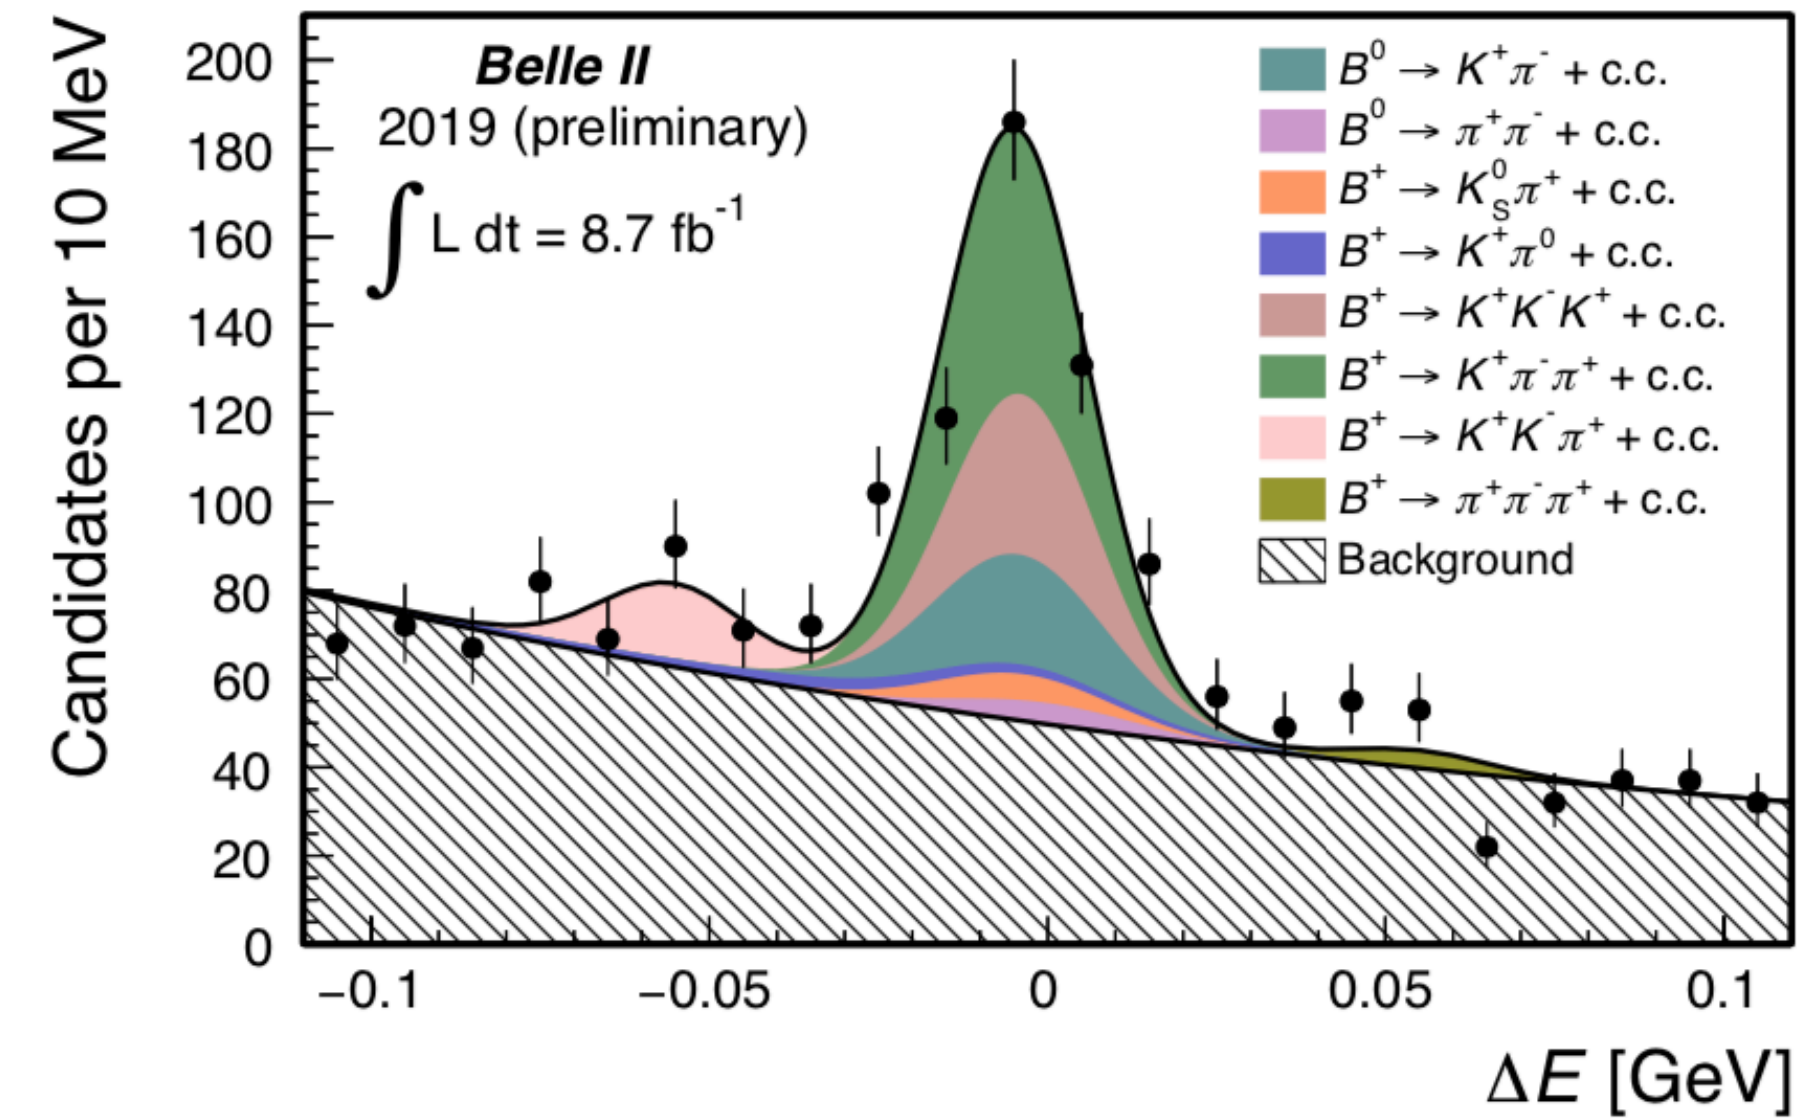 Candidates per 10 MeV
200
180
160
140
120
100
80
60
40
20
0
Belle II
2019 (preliminary)
∫ L dt = 8.7 fb⁻¹
B⁰ → K⁺π⁻ + c.c.
B⁰ → π⁺π⁻ + c.c.
B⁺ → K⁰_S π⁺ + c.c.
B⁺ → K⁺π⁰ + c.c.
B⁺ → K⁺K⁻K⁺ + c.c.
B⁺ → K⁺π⁻π⁺ + c.c.
B⁺ → K⁺K⁻π⁺ + c.c.
B⁺ → π⁺π⁻π⁺ + c.c.
Background
−0.1 −0.05 0 0.05 0.1
ΔE [GeV]